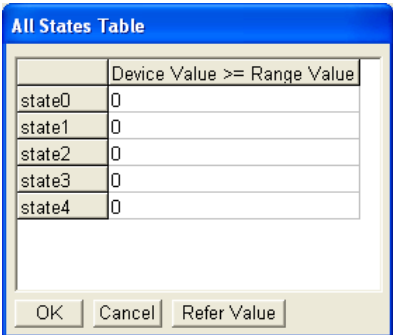 All States Table
Device Value >= Range Value
state0 0
state1 0
state2 0
state3 0
state4 0
OK Cancel Refer Value